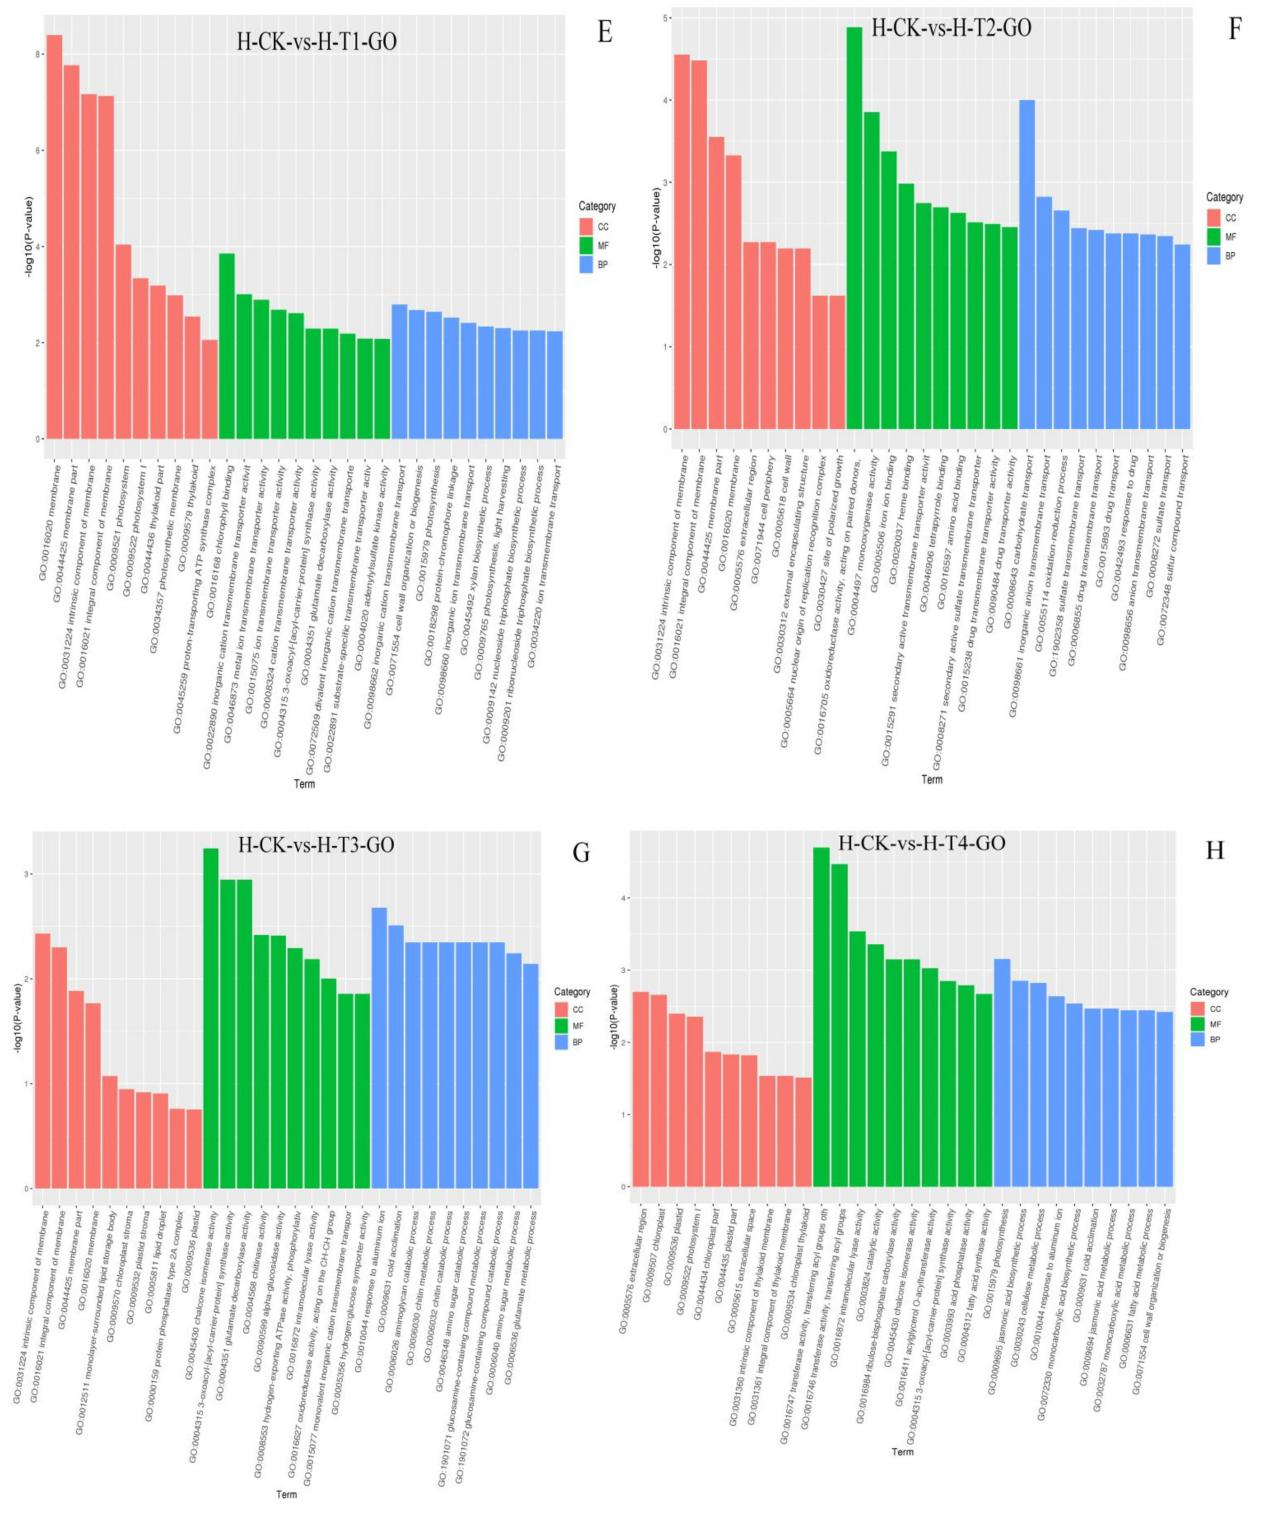 H-CK-vs-H-T1-GO
E
-log10(P-value)
8
6
4
2
0
Category
CC
MF
BP
GO:0016020 membrane
GO:0044425 membrane part
GO:0031224 intrinsic component of membrane
GO:0016021 integral component of membrane
GO:0009521 photosystem
GO:0009522 photosystem I
GO:0044436 thylakoid part
GO:0034357 photosynthetic membrane
GO:0009579 thylakoid
GO:0045259 proton-transporting ATP synthase complex
GO:0016168 chlorophyll binding
GO:0022890 inorganic cation transmembrane transporter activit
GO:0046873 metal ion transmembrane transporter activity
GO:0015075 ion transmembrane transporter activity
GO:0008324 cation transmembrane transporter activity
GO:0004315 3-oxoacyl-[acyl-carrier-protein] synthase activity
GO:0004351 glutamate decarboxylase activity
GO:0072509 divalent inorganic cation transmembrane transporte
GO:0022891 substrate-specific transmembrane transporter activ
GO:0004020 adenylylsulfate kinase activity
GO:0098662 inorganic cation transmembrane transport
GO:0071554 cell wall organization or biogenesis
GO:0015979 photosynthesis
GO:0018298 protein-chromophore linkage
GO:0098660 inorganic ion transmembrane transport
GO:0045492 xylan biosynthetic process
GO:0009765 photosynthesis, light harvesting
GO:0009142 nucleoside triphosphate biosynthetic process
GO:0009201 ribonucleoside triphosphate biosynthetic process
GO:0034220 ion transmembrane transport
Term
H-CK-vs-H-T2-GO
F
-log10(P-value)
5
4
3
2
1
0
Category
CC
MF
BP
GO:0031224 intrinsic component of membrane
GO:0016021 integral component of membrane
GO:0044425 membrane part
GO:0016020 membrane
GO:0005576 extracellular region
GO:0071944 cell periphery
GO:0005618 cell wall
GO:0030312 external encapsulating structure
GO:0005664 nuclear origin of replication recognition complex
GO:0030427 site of polarized growth
GO:0016705 oxidoreductase activity, acting on paired donors,
GO:0004497 monooxygenase activity
GO:0005506 iron ion binding
GO:0020037 heme binding
GO:0015291 secondary active transmembrane transporter activit
GO:0046906 tetrapyrrole binding
GO:0016597 amino acid binding
GO:0008271 secondary active sulfate transmembrane transporter
GO:0015238 drug transmembrane transporter activity
GO:0090484 drug transporter activity
GO:0008643 carbohydrate transport
GO:0098661 inorganic anion transmembrane transport
GO:0055114 oxidation-reduction process
GO:1902358 sulfate transmembrane transport
GO:0006855 drug transmembrane transport
GO:0015893 drug transport
GO:0042493 response to drug
GO:0098656 anion transmembrane transport
GO:0008272 sulfate transport
GO:0072348 sulfur compound transport
Term
H-CK-vs-H-T3-GO
G
-log10(P-value)
3
2
1
0
Category
CC
MF
BP
GO:0031224 intrinsic component of membrane
GO:0016021 integral component of membrane
GO:0044425 membrane part
GO:0016020 membrane
GO:0012511 monolayer-surrounded lipid storage body
GO:0009570 chloroplast stroma
GO:0009532 plastid stroma
GO:0005811 lipid droplet
GO:0000159 protein phosphatase type 2A complex
GO:0009536 plastid
GO:0045430 chalcone isomerase activity
GO:0004315 3-oxoacyl-[acyl-carrier-protein] synthase activity
GO:0004351 glutamate decarboxylase activity
GO:0004568 chitinase activity
GO:0090599 alpha-glucosidase activity
GO:0008553 hydrogen-exporting ATPase activity, phosphorylativ
GO:0016872 intramolecular lyase activity
GO:0016627 oxidoreductase activity, acting on the CH-CH group
GO:0015077 monovalent inorganic cation transmembrane transpor
GO:0005356 hydrogen:glucose symporter activity
GO:0010044 response to aluminum ion
GO:0009631 cold acclimation
GO:0006026 aminoglycan catabolic process
GO:0006030 chitin metabolic process
GO:0006032 chitin catabolic process
GO:0046348 amino sugar catabolic process
GO:1901071 glucosamine-containing compound metabolic process
GO:1901072 glucosamine-containing compound catabolic process
GO:0006040 amino sugar metabolic process
GO:0006536 glutamate metabolic process
Term
H-CK-vs-H-T4-GO
H
-log10(P-value)
4
3
2
1
0
Category
CC
MF
BP
GO:0005576 extracellular region
GO:0009507 chloroplast
GO:0009536 plastid
GO:0009522 photosystem I
GO:0044434 chloroplast part
GO:0044435 plastid part
GO:0005615 extracellular space
GO:0031360 intrinsic component of thylakoid membrane
GO:0031361 integral component of thylakoid membrane
GO:0009534 chloroplast thylakoid
GO:0016747 transferase activity, transferring acyl groups oth
GO:0016746 transferase activity, transferring acyl groups
GO:0016872 intramolecular lyase activity
GO:0003824 catalytic activity
GO:0016984 ribulose-bisphosphate carboxylase activity
GO:0045430 chalcone isomerase activity
GO:0016411 acylglycerol O-acyltransferase activity
GO:0004315 3-oxoacyl-[acyl-carrier-protein] synthase activity
GO:0003993 acid phosphatase activity
GO:0004312 fatty acid synthase activity
GO:0015979 photosynthesis
GO:0009695 jasmonic acid biosynthetic process
GO:0030243 cellulose metabolic process
GO:0010044 response to aluminum ion
GO:0072330 monocarboxylic acid biosynthetic process
GO:0009631 cold acclimation
GO:0009694 jasmonic acid metabolic process
GO:0032787 monocarboxylic acid metabolic process
GO:0006631 fatty acid metabolic process
GO:0071554 cell wall organization or biogenesis
Term